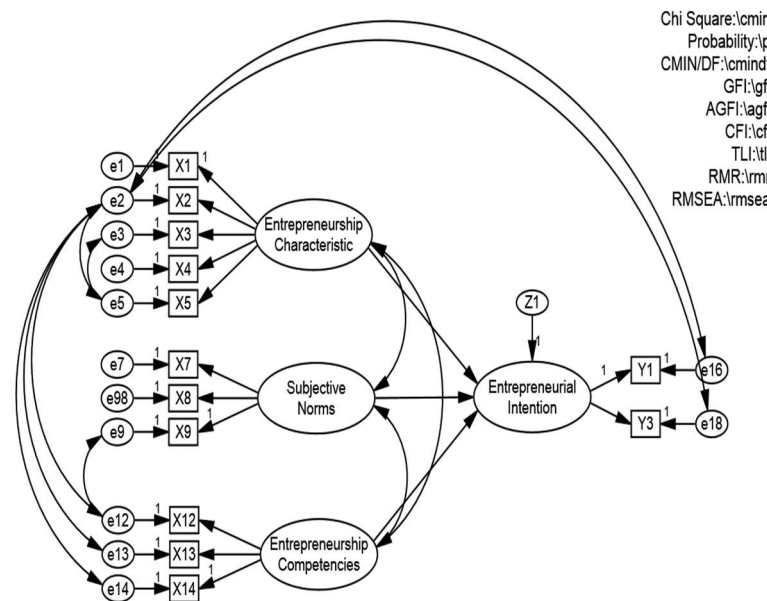 Chi Square:\cmin
Probability:\p
CMIN/DF:\cmindf
GFI:\gf
AGFI:\agf
CFI:\cf
TLI:\tl
RMR:\rmr
RMSEA:\rmsea
e1 1 X1 1
e2 1 X2
e3 1 X3
e4 1 X4
e5 1 X5
Entrepreneurship
Characteristic
Z1
1
e7 1 X7
e98 1 X8
e9 1 X9 1
Subjective
Norms
Entrepreneurial
Intention
1 Y1 1 e16
Y3 1 e18
e12 1 X12
e13 1 X13
e14 1 X14 1
Entrepreneurship
Competencies